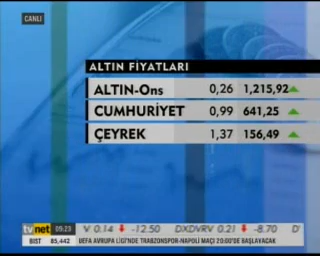 CANLI
ALTIN FİYATLARI
ALTIN-Ons 0,26 1,215,92
CUMHURİYET 0,99 641,25
ÇEYREK 1,37 156,49
tvnet 09:23 V 0.14 -12.50 DXDVRV 0.21 -8.70
BIST 85,442 UEFA AVRUPA LİGİ'NDE TRABZONSPOR-NAPOLI MAÇI 20:00'DE BAŞLAYACAK